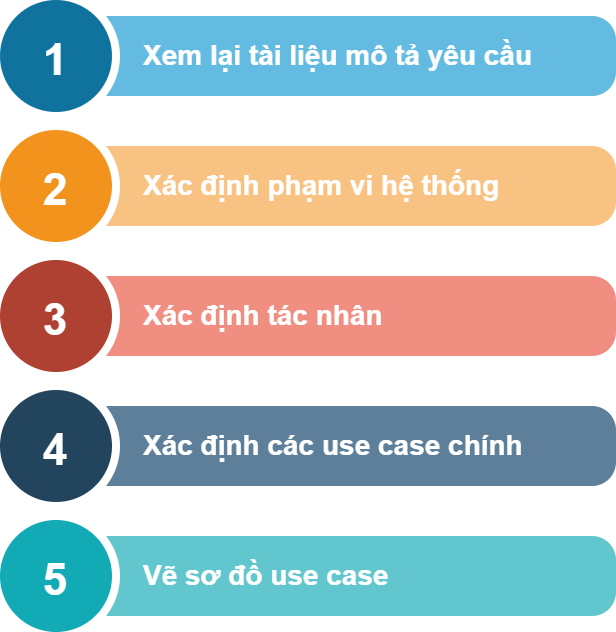 1 Xem lại tài liệu mô tả yêu cầu
2 Xác định phạm vi hệ thống
3 Xác định tác nhân
4 Xác định các use case chính
5 Vẽ sơ đồ use case